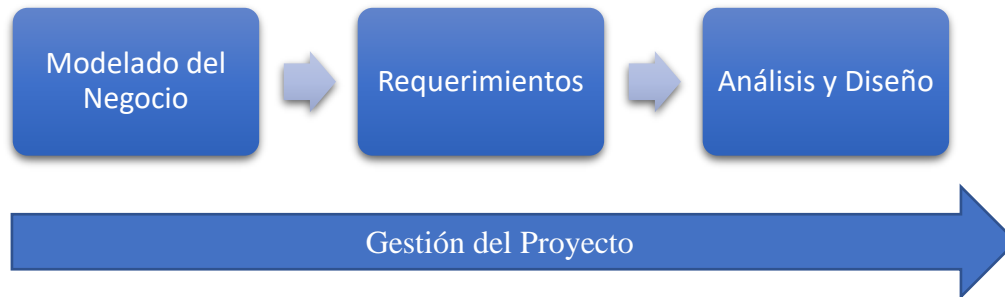 Modelado del
Negocio
Requerimientos
Análisis y Diseño
Gestión del Proyecto